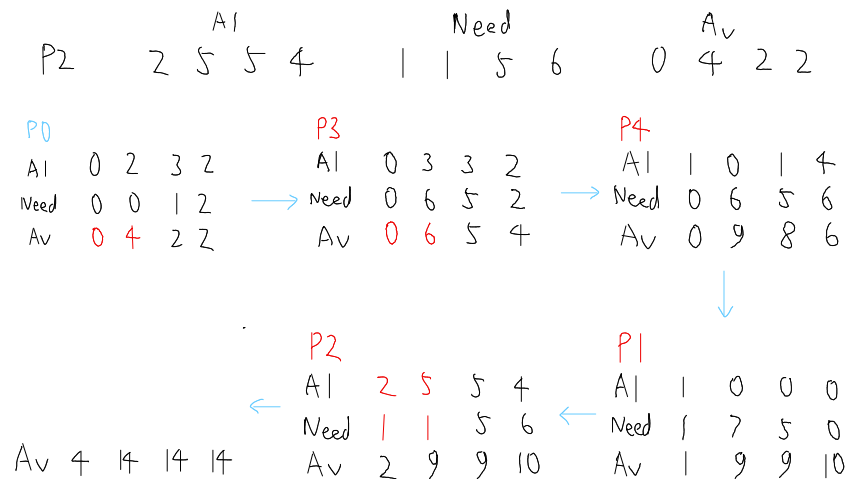 Al Need Av
P2 2 5 5 4 1 1 5 6 0 4 2 2
P0 P3 P4
Al 0 2 3 2 Al 0 3 3 2 Al 1 0 1 4
Need 0 0 1 2 Need 0 6 5 2 Need 0 6 5 6
Av 0 4 2 2 Av 0 6 5 4 Av 0 9 8 6
P2 P1
Al 2 5 5 4 Al 1 0 0 0
Need 1 1 5 6 Need 1 7 5 0
Av 4 14 14 14 Av 2 9 9 10 Av 1 9 9 10